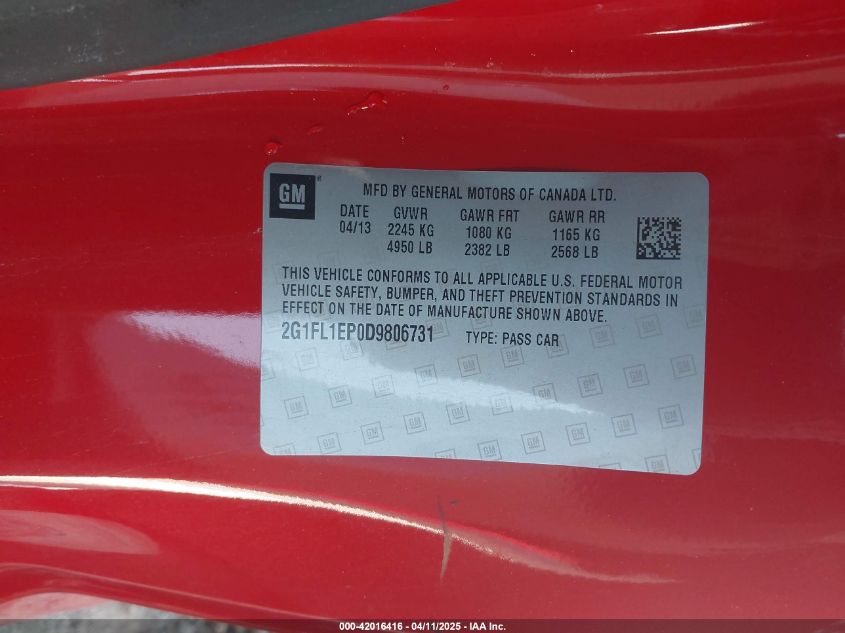 GM
MFD BY GENERAL MOTORS OF CANADA LTD.
DATE GVWR GAWR FRT GAWR RR
04/13 2245 KG 1080 KG 1165 KG
4950 LB 2382 LB 2568 LB
THIS VEHICLE CONFORMS TO ALL APPLICABLE U.S. FEDERAL MOTOR
VEHICLE SAFETY, BUMPER, AND THEFT PREVENTION STANDARDS IN
EFFECT ON THE DATE OF MANUFACTURE SHOWN ABOVE.
2G1FL1EP0D9806731 TYPE: PASS CAR
000-42016416 - 04/11/2025 - IAA Inc.